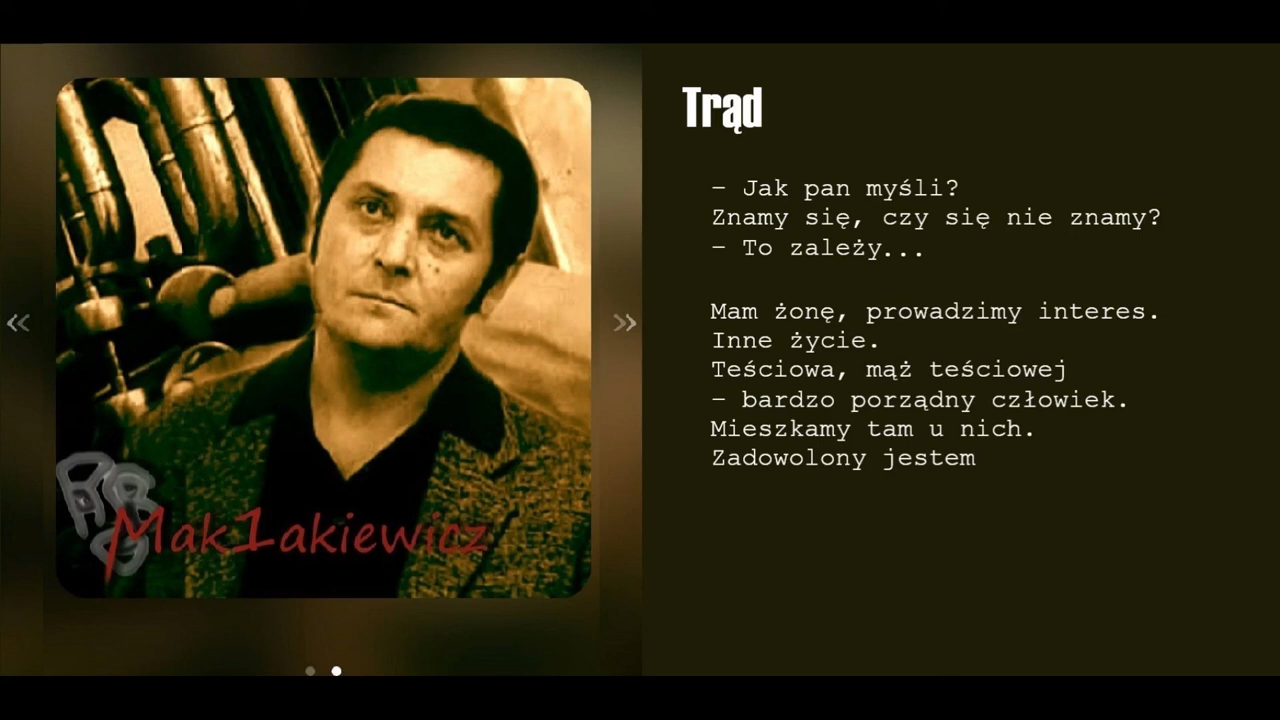 Mak1akiewicz
Trąd
– Jak pan myśli?
Znamy się, czy się nie znamy?
– To zależy...
Mam żonę, prowadzimy interes.
Inne życie.
Teściowa, mąż teściowej
– bardzo porządny człowiek.
Mieszkamy tam u nich.
Zadowolony jestem